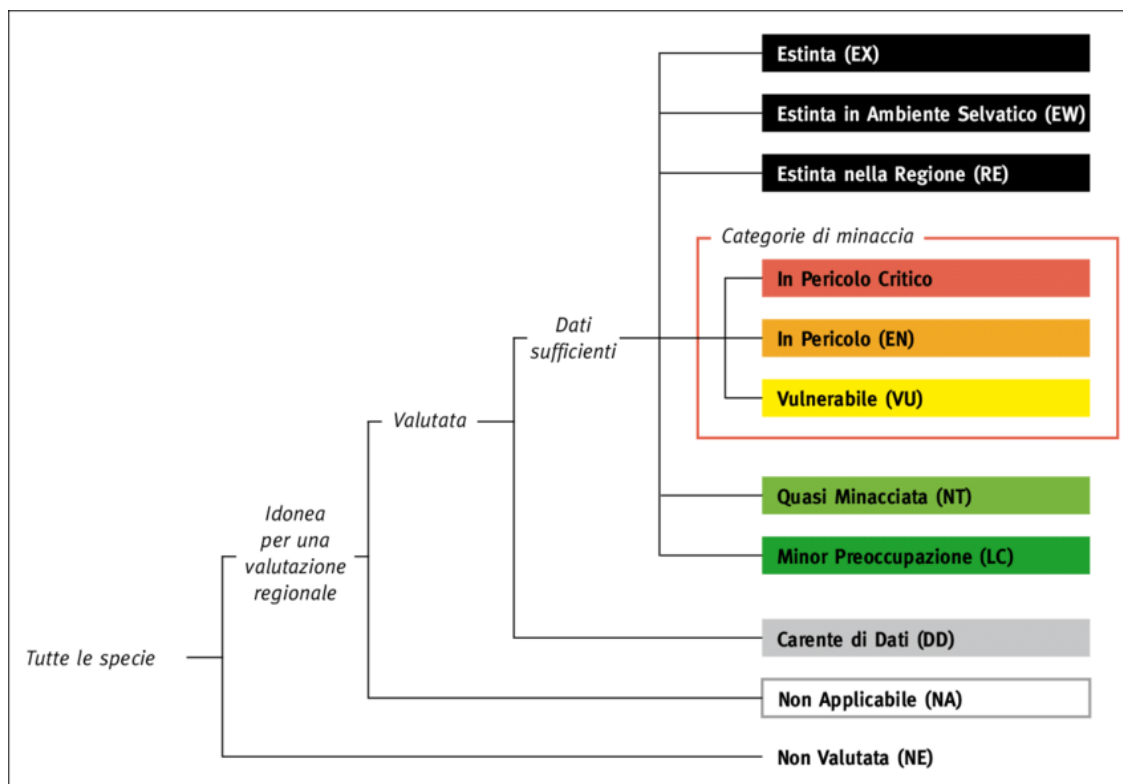 Estinta (EX)
Estinta in Ambiente Selvatico (EW)
Estinta nella Regione (RE)
Categorie di minaccia
In Pericolo Critico
In Pericolo (EN)
Vulnerabile (VU)
Dati
sufficienti
Valutata
Quasi Minacciata (NT)
Minor Preoccupazione (LC)
Idonea
per una
valutazione
regionale
Carente di Dati (DD)
Tutte le specie
Non Applicabile (NA)
Non Valutata (NE)